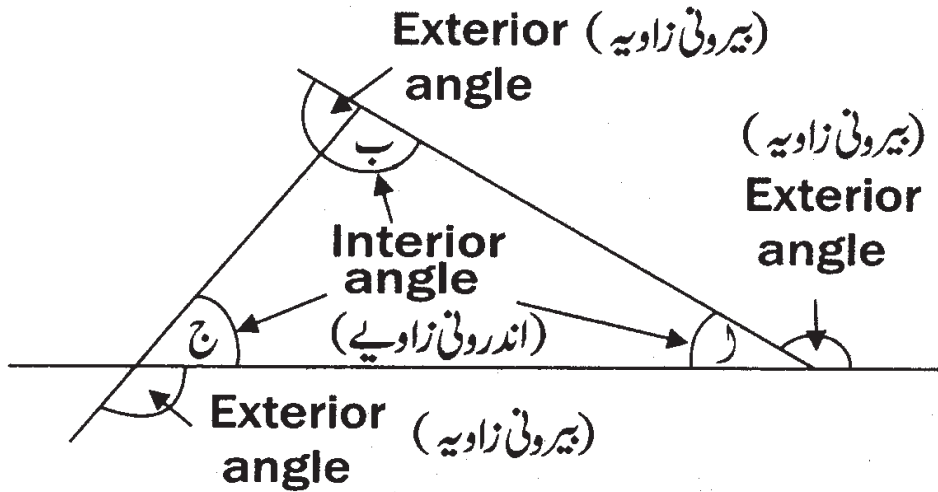 Exterior (بیرونی زاویہ)
angle
(بیرونی زاویہ)
Exterior
angle
ب
Interior
angle
(اندرونی زاویے)
ج
Exterior (بیرونی زاویہ)
angle